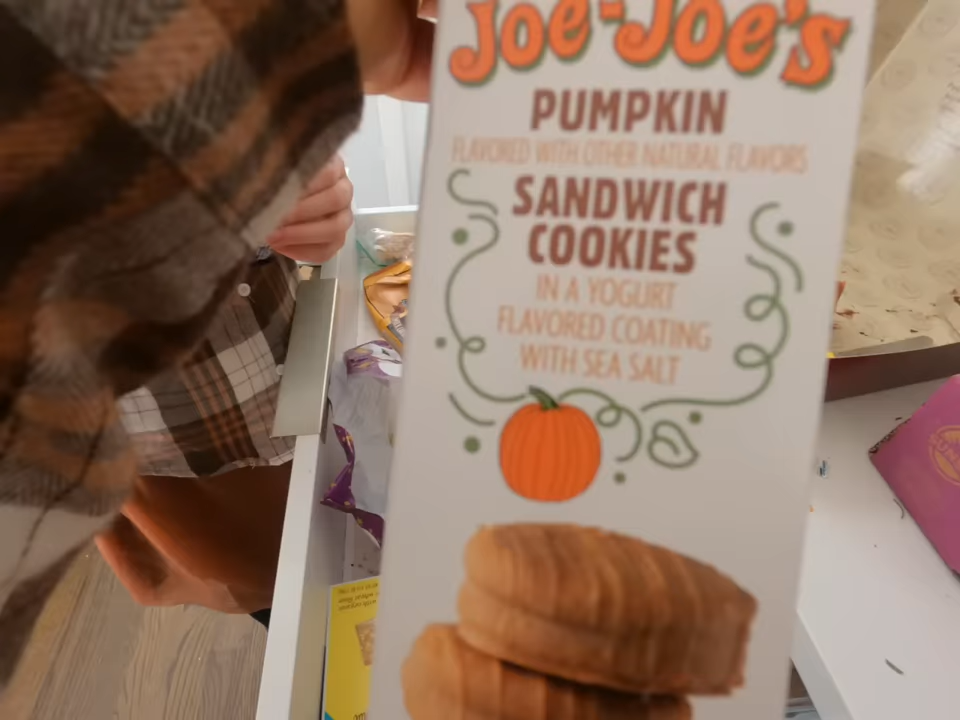 Joe-Joe's
PUMPKIN
FLAVORED WITH OTHER NATURAL FLAVORS
SANDWICH
COOKIES
IN A YOGURT
FLAVORED COATING
WITH SEA SALT